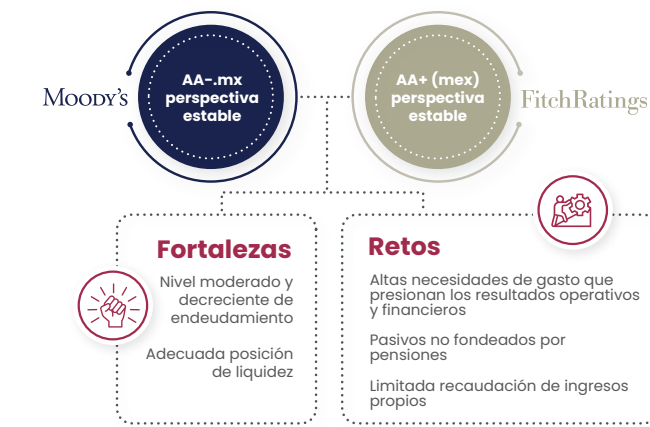 MOODY'S
AA-.mx
perspectiva
estable
AA+ (mex)
perspectiva
estable
FitchRatings
Fortalezas
Nivel moderado y
decreciente de
endeudamiento
Adecuada posición
de liquidez
Retos
Altas necesidades de gasto que
presionan los resultados operativos
y financieros
Pasivos no fondeados por
pensiones
Limitada recaudación de ingresos
propios